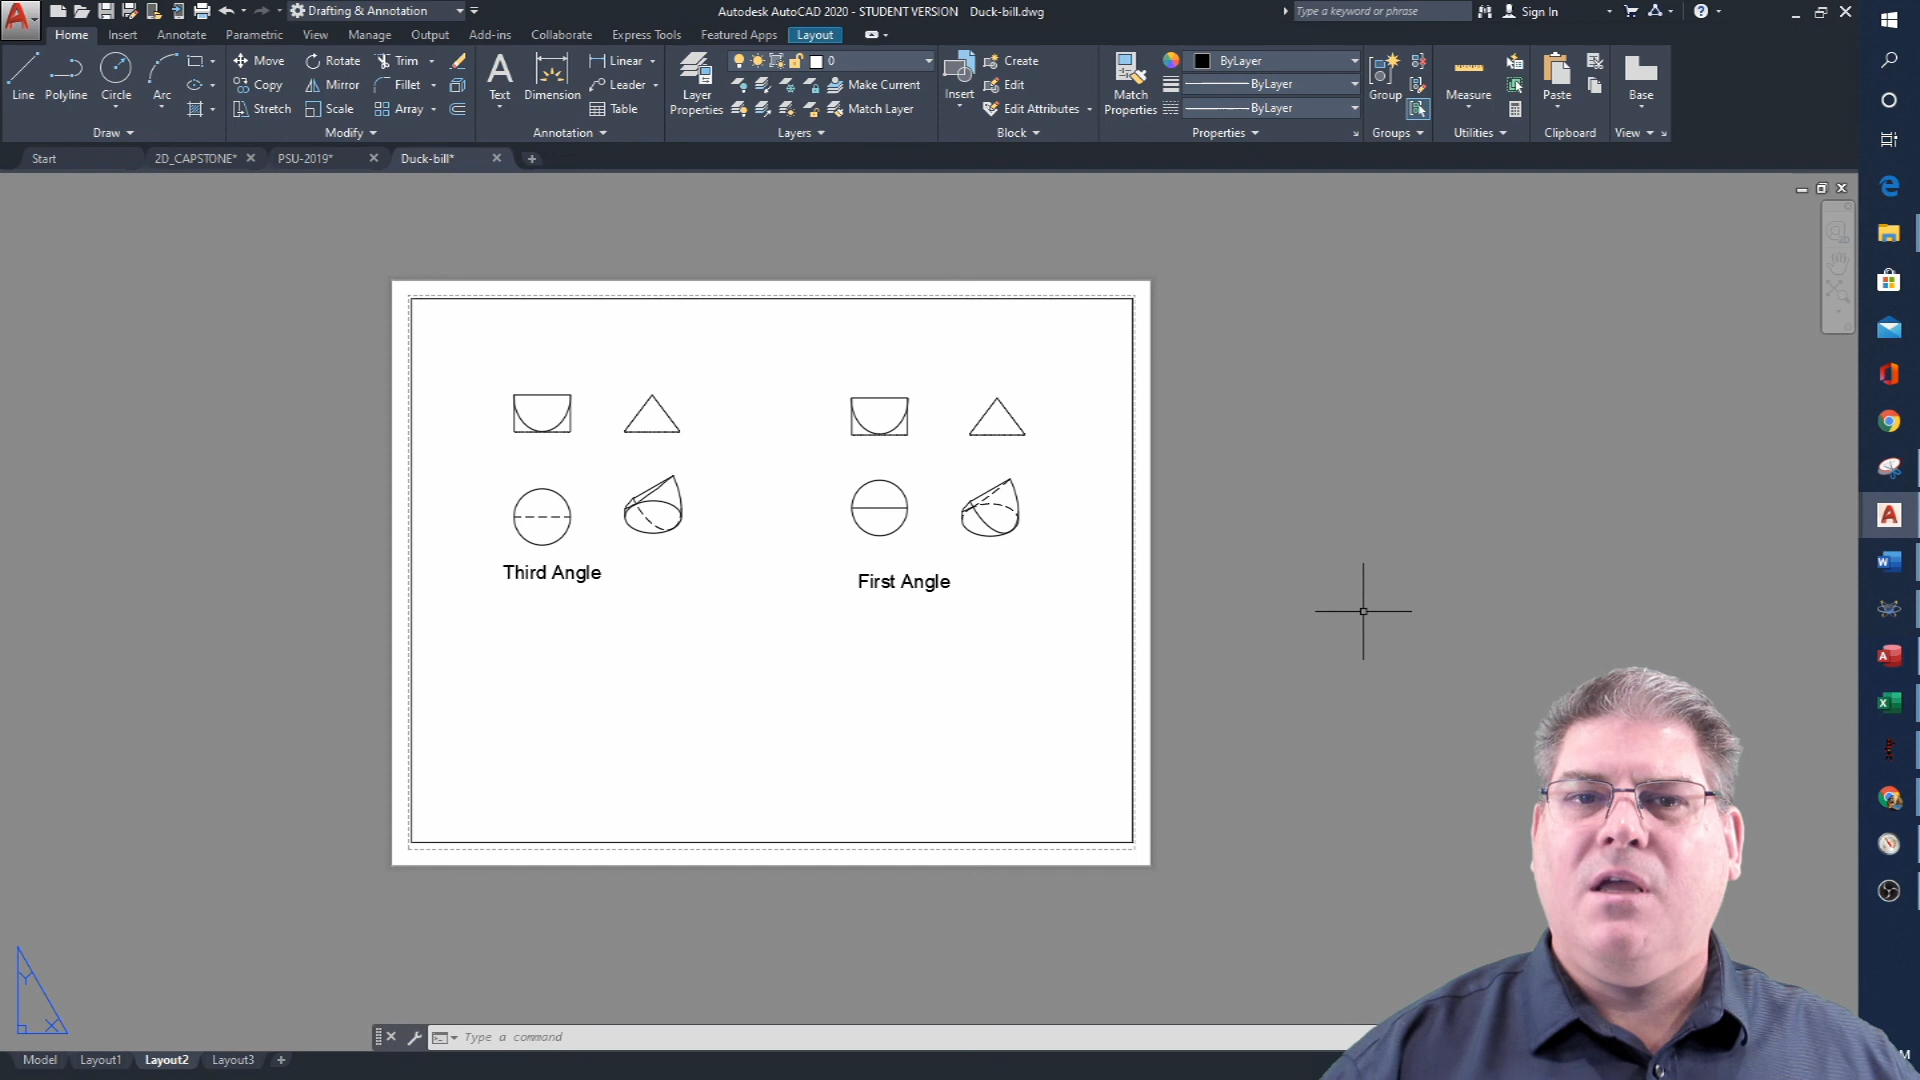 Drafting & Annotation
Autodesk AutoCAD 2020 - STUDENT VERSION Duck-bill.dwg
Type a keyword or phrase
Sign In
Home Insert Annotate Parametric View Manage Output Add-ins Collaborate Express Tools Featured Apps Layout
Line Polyline Circle Arc
Draw
Move Rotate Trim
Copy Mirror Fillet
Stretch Scale Array
Modify
Text Dimension
Linear
Leader
Table
Annotation
Layer Properties
0
Make Current
Match Layer
Layers
Insert
Create
Edit
Edit Attributes
Block
Match Properties
ByLayer
ByLayer
ByLayer
Properties
Group
Groups
Measure
Utilities
Paste
Clipboard
Base
View
Start 2D_CAPSTONE* PSU-2019* Duck-bill*
Third Angle
First Angle
Y
X
Type a command
Model Layout1 Layout2 Layout3